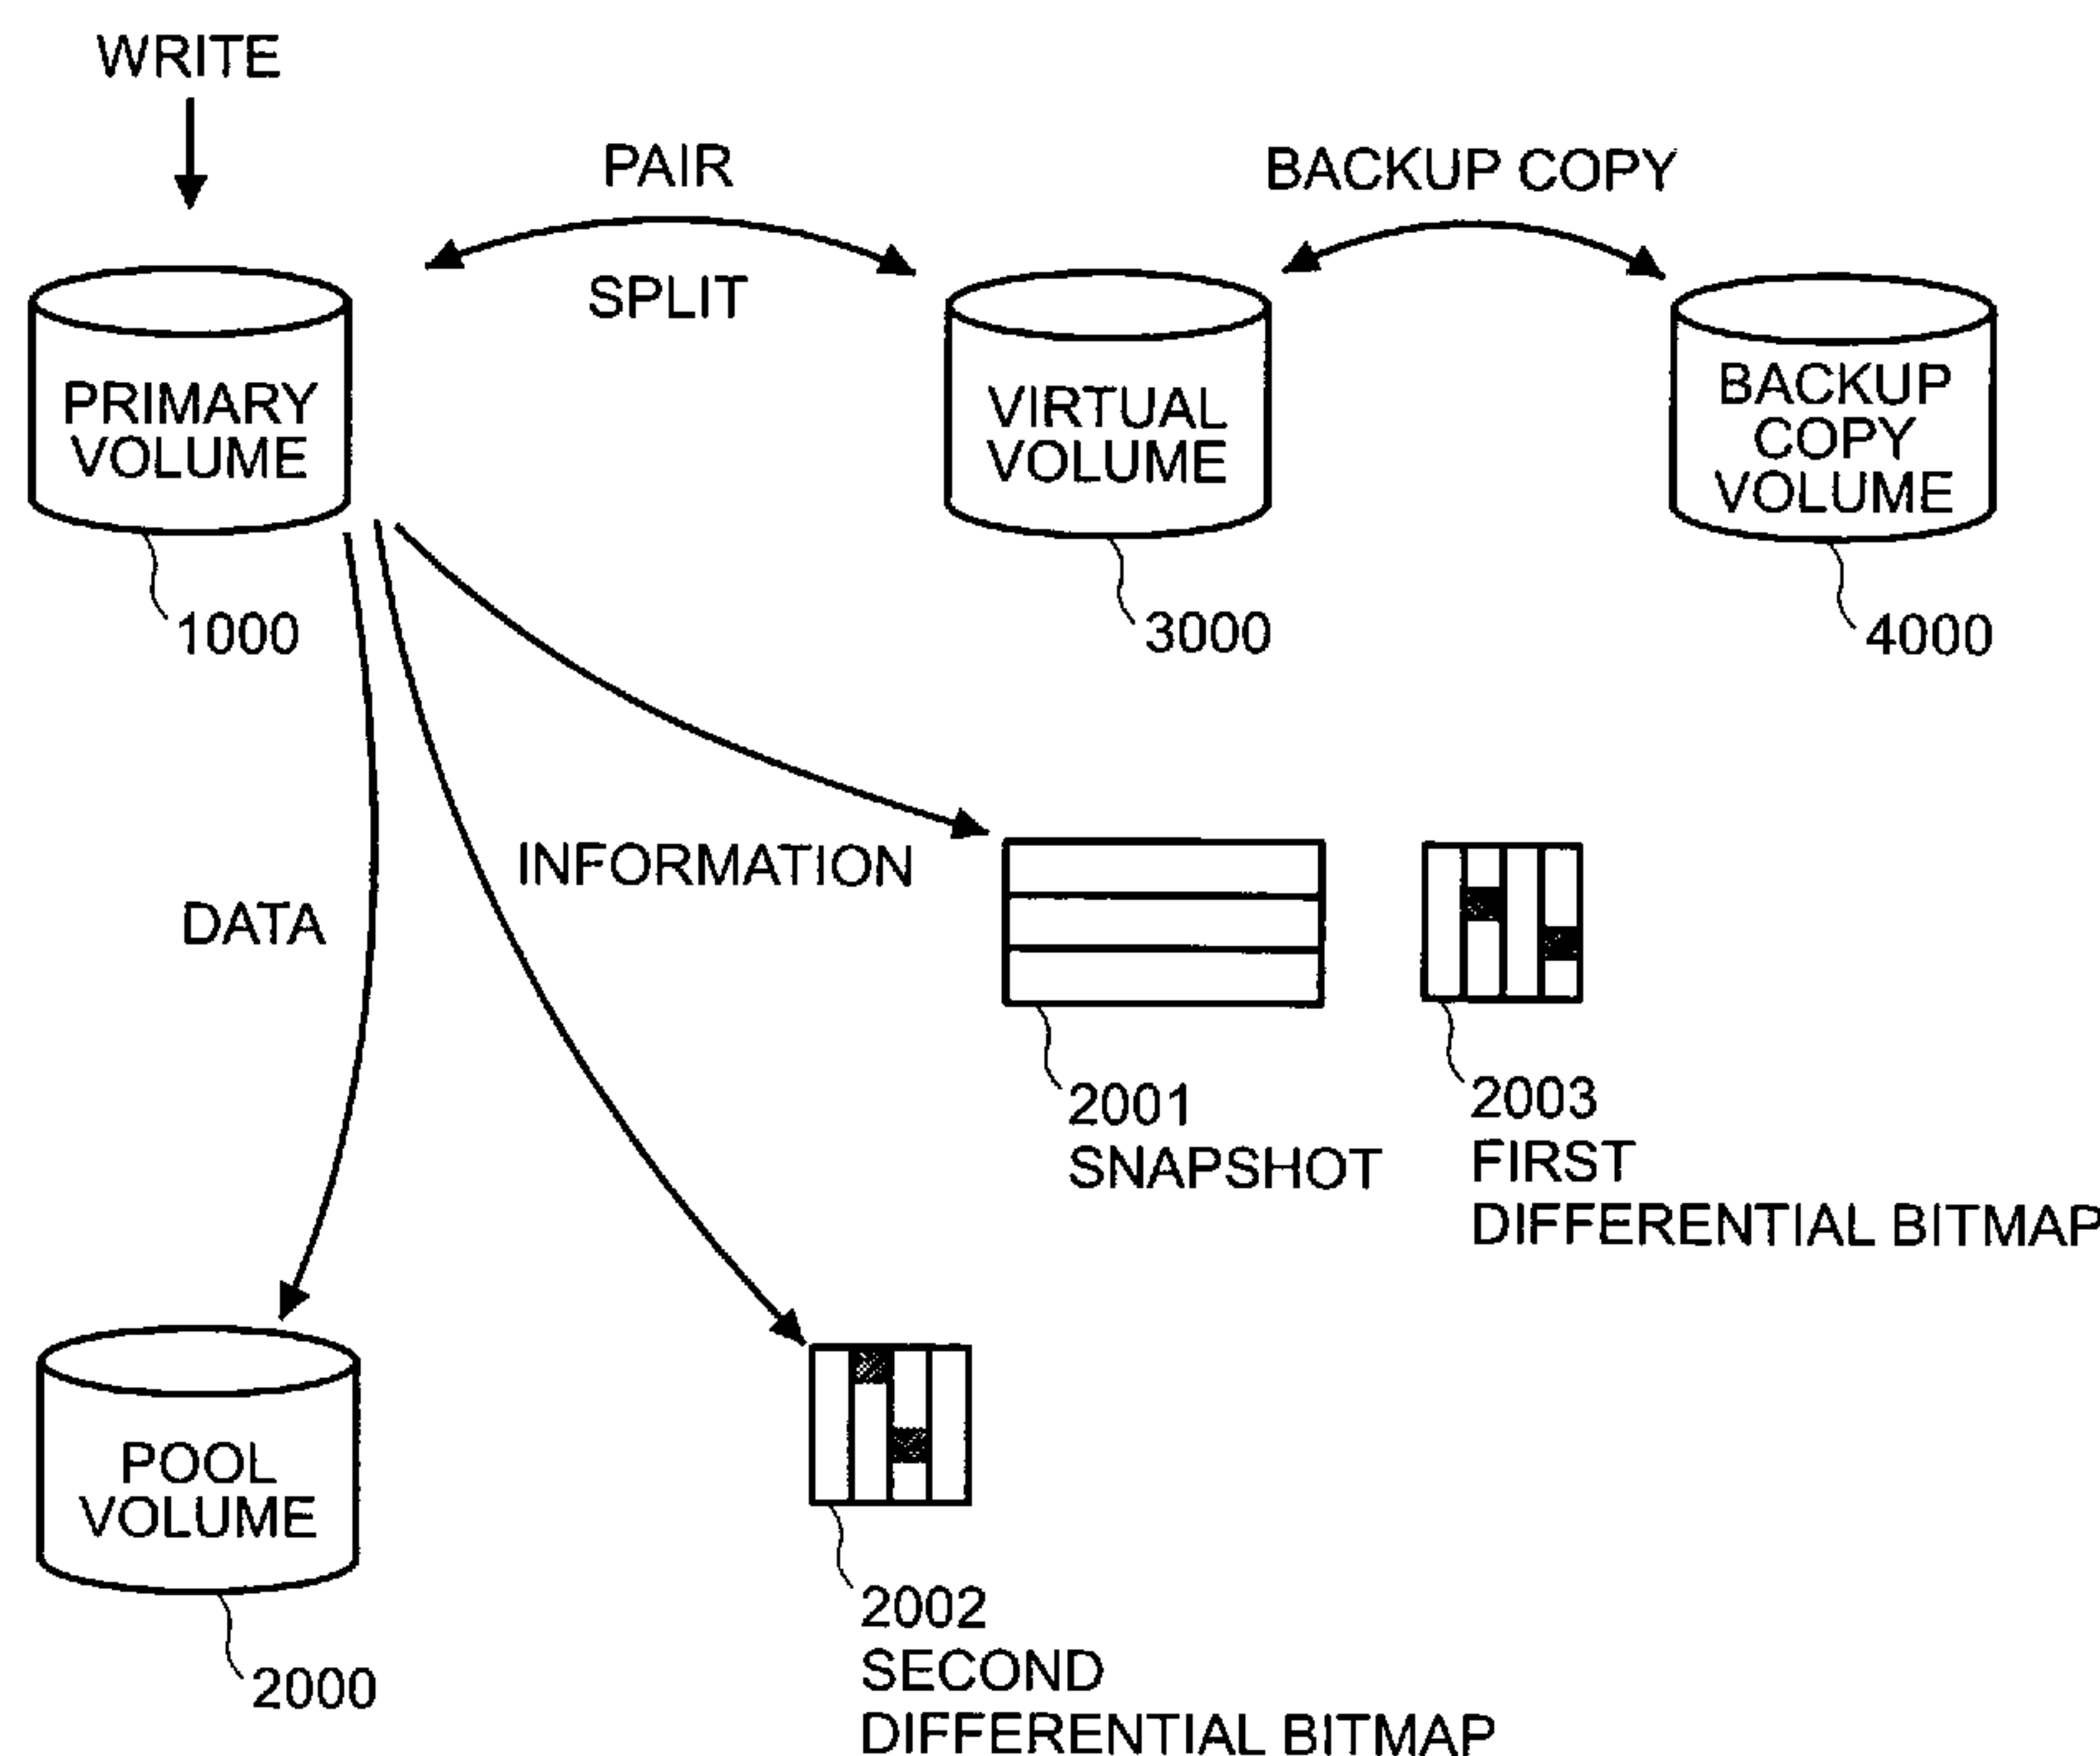 WRITE
PAIR
SPLIT
BACKUP COPY
PRIMARY
VOLUME
1000
VIRTUAL
VOLUME
3000
BACKUP
COPY
VOLUME
4000
INFORMATION
DATA
2001
SNAPSHOT
2003
FIRST
DIFFERENTIAL BITMAP
POOL
VOLUME
2000
2002
SECOND
DIFFERENTIAL BITMAP